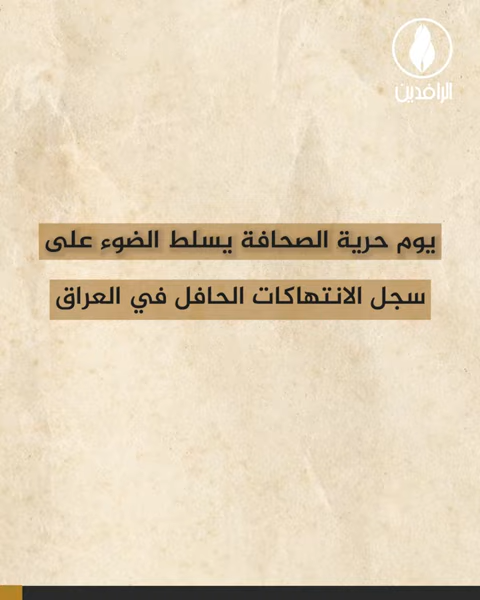 الرافدين
يوم حرية الصحافة يسلط الضوء على
سجل الانتهاكات الحافل في العراق